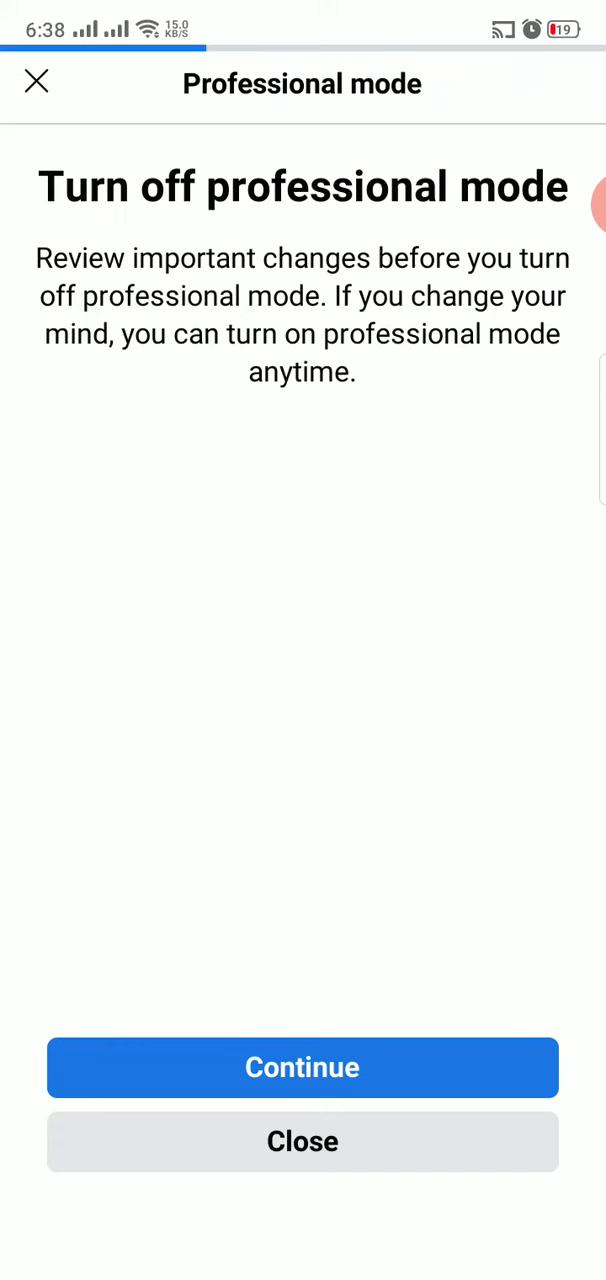 6:38 15.0 KB/S 19
Professional mode
Turn off professional mode
Review important changes before you turn
off professional mode. If you change your
mind, you can turn on professional mode
anytime.
Continue
Close